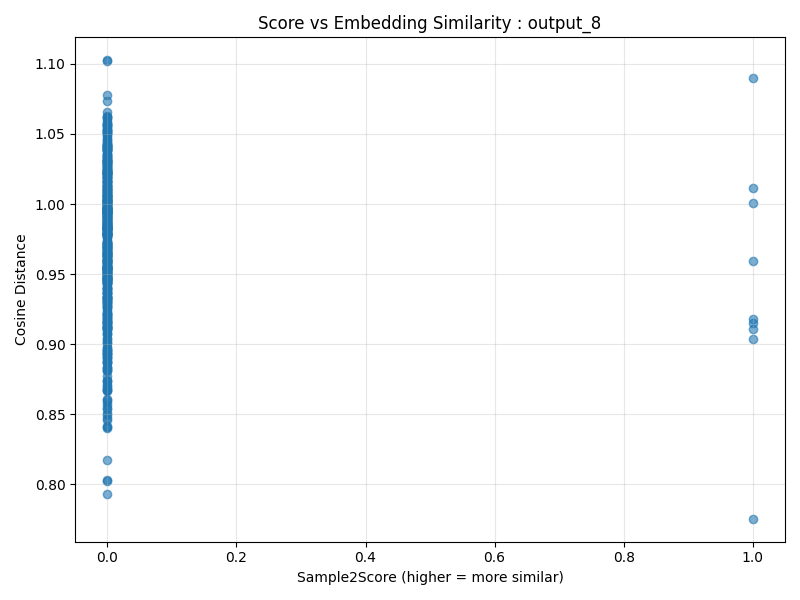 Score vs Embedding Similarity : output_8
1.10
1.05
1.00
0.95
0.90
0.85
0.80
Cosine Distance
0.0 0.2 0.4 0.6 0.8 1.0
Sample2Score (higher = more similar)